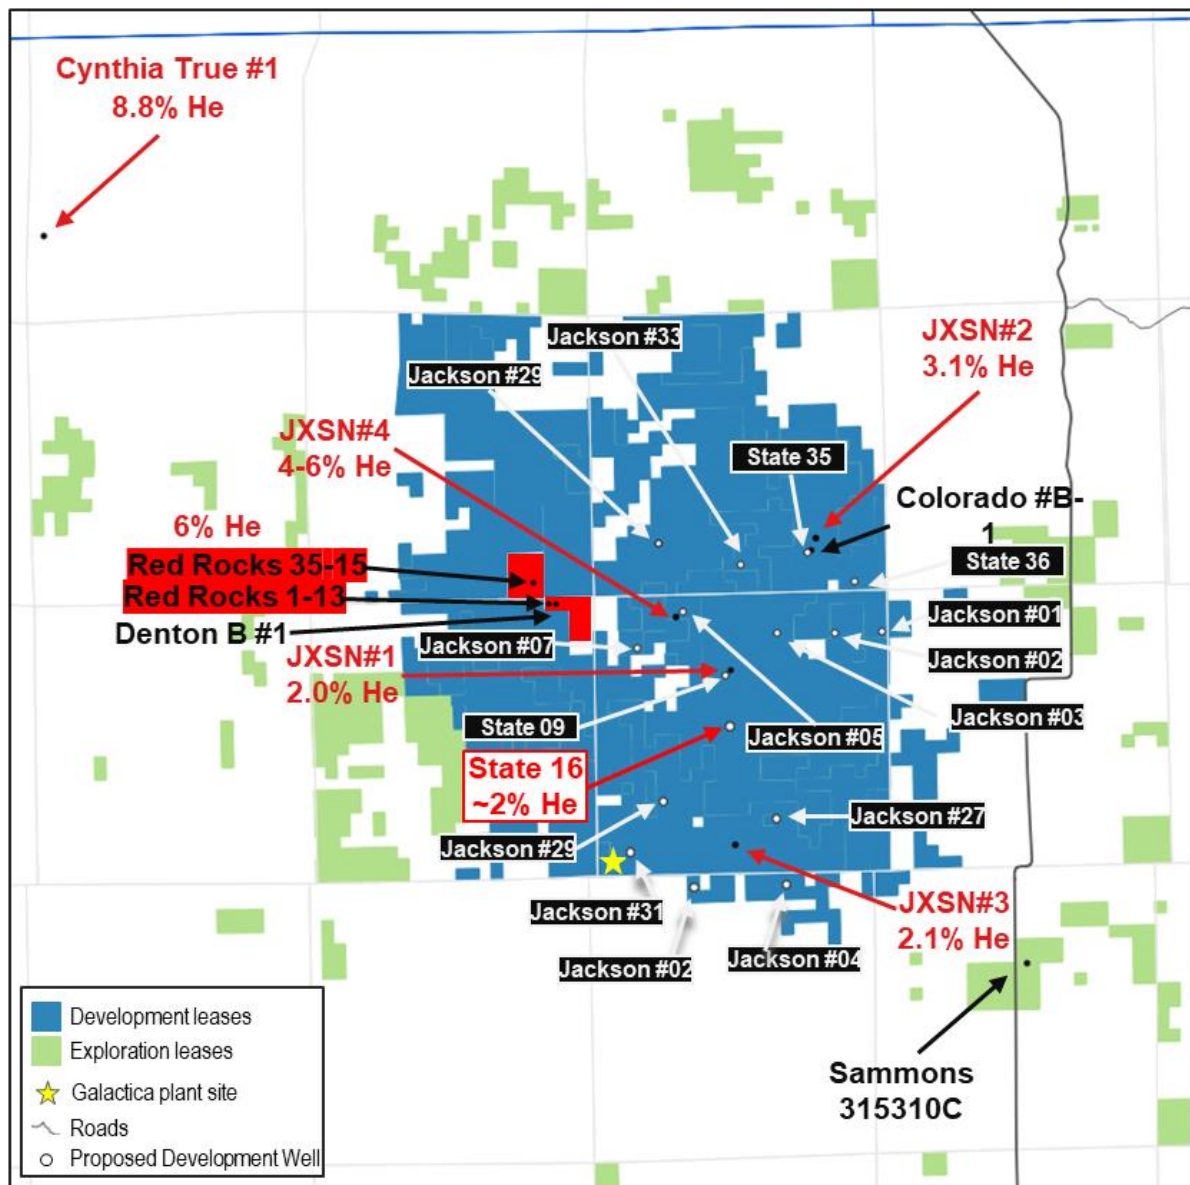 Cynthia True #1
8.8% He
Jackson #33
JXSN#2
3.1% He
Jackson #29
JXSN#4
4-6% He
State 35
Colorado #B-
1
6% He
Red Rocks 35-15
State 36
Red Rocks 1-13
Jackson #01
Denton B #1
Jackson #07
Jackson #02
JXSN#1
2.0% He
Jackson #03
State 09
Jackson #05
State 16
~2% He
Jackson #27
Jackson #29
Jackson #31
JXSN#3
2.1% He
Jackson #02
Jackson #04
Sammons
315310C
Development leases
Exploration leases
Galactica plant site
Roads
Proposed Development Well